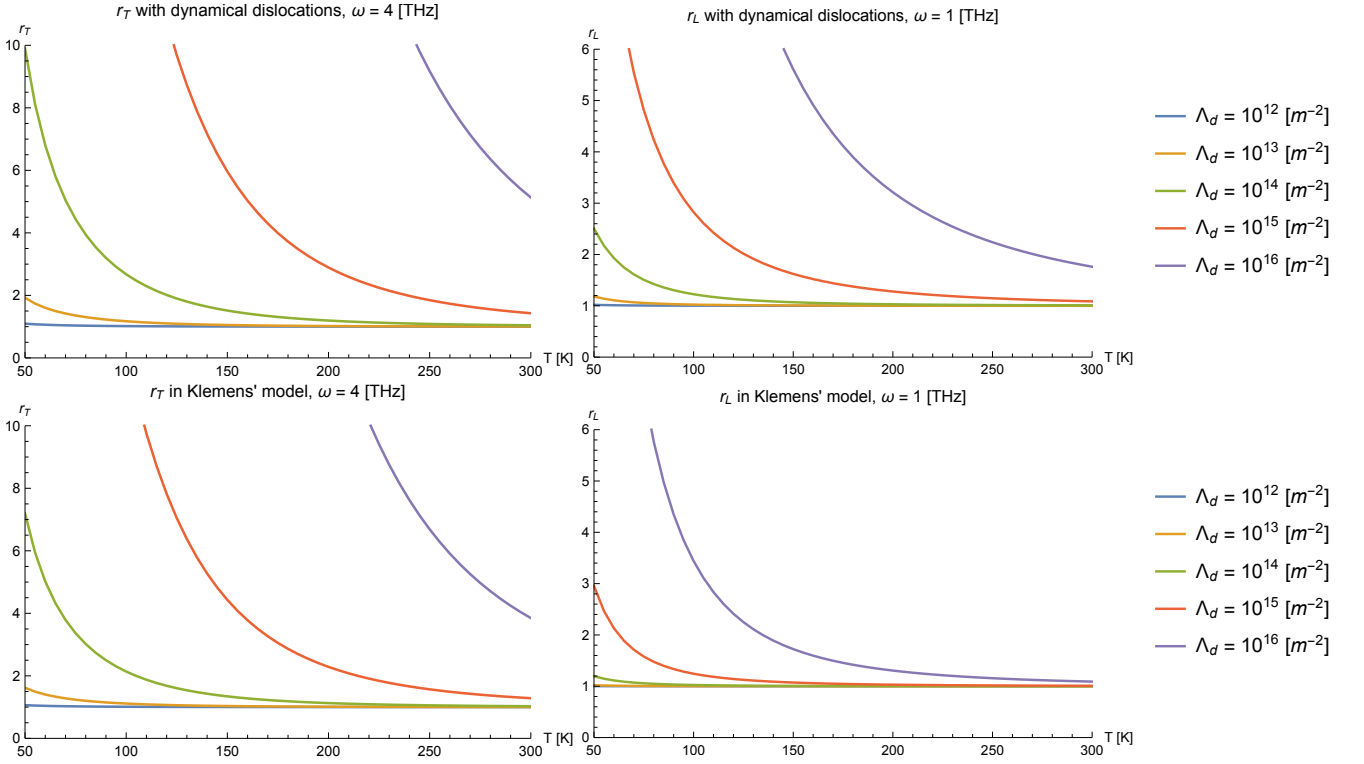 r_T with dynamical dislocations, ω = 4 [THz]
r_T
10
8
6
4
2
0
50
100
150
200
250
300
T [K]
r_L with dynamical dislocations, ω = 1 [THz]
r_L
6
5
4
3
2
1
0
50
100
150
200
250
300
T [K]
Λ_d = 10^12 [m^−2]
Λ_d = 10^13 [m^−2]
Λ_d = 10^14 [m^−2]
Λ_d = 10^15 [m^−2]
Λ_d = 10^16 [m^−2]
r_T in Klemens' model, ω = 4 [THz]
r_T
10
8
6
4
2
0
50
100
150
200
250
300
T [K]
r_L in Klemens' model, ω = 1 [THz]
r_L
6
5
4
3
2
1
0
50
100
150
200
250
300
T [K]
Λ_d = 10^12 [m^−2]
Λ_d = 10^13 [m^−2]
Λ_d = 10^14 [m^−2]
Λ_d = 10^15 [m^−2]
Λ_d = 10^16 [m^−2]